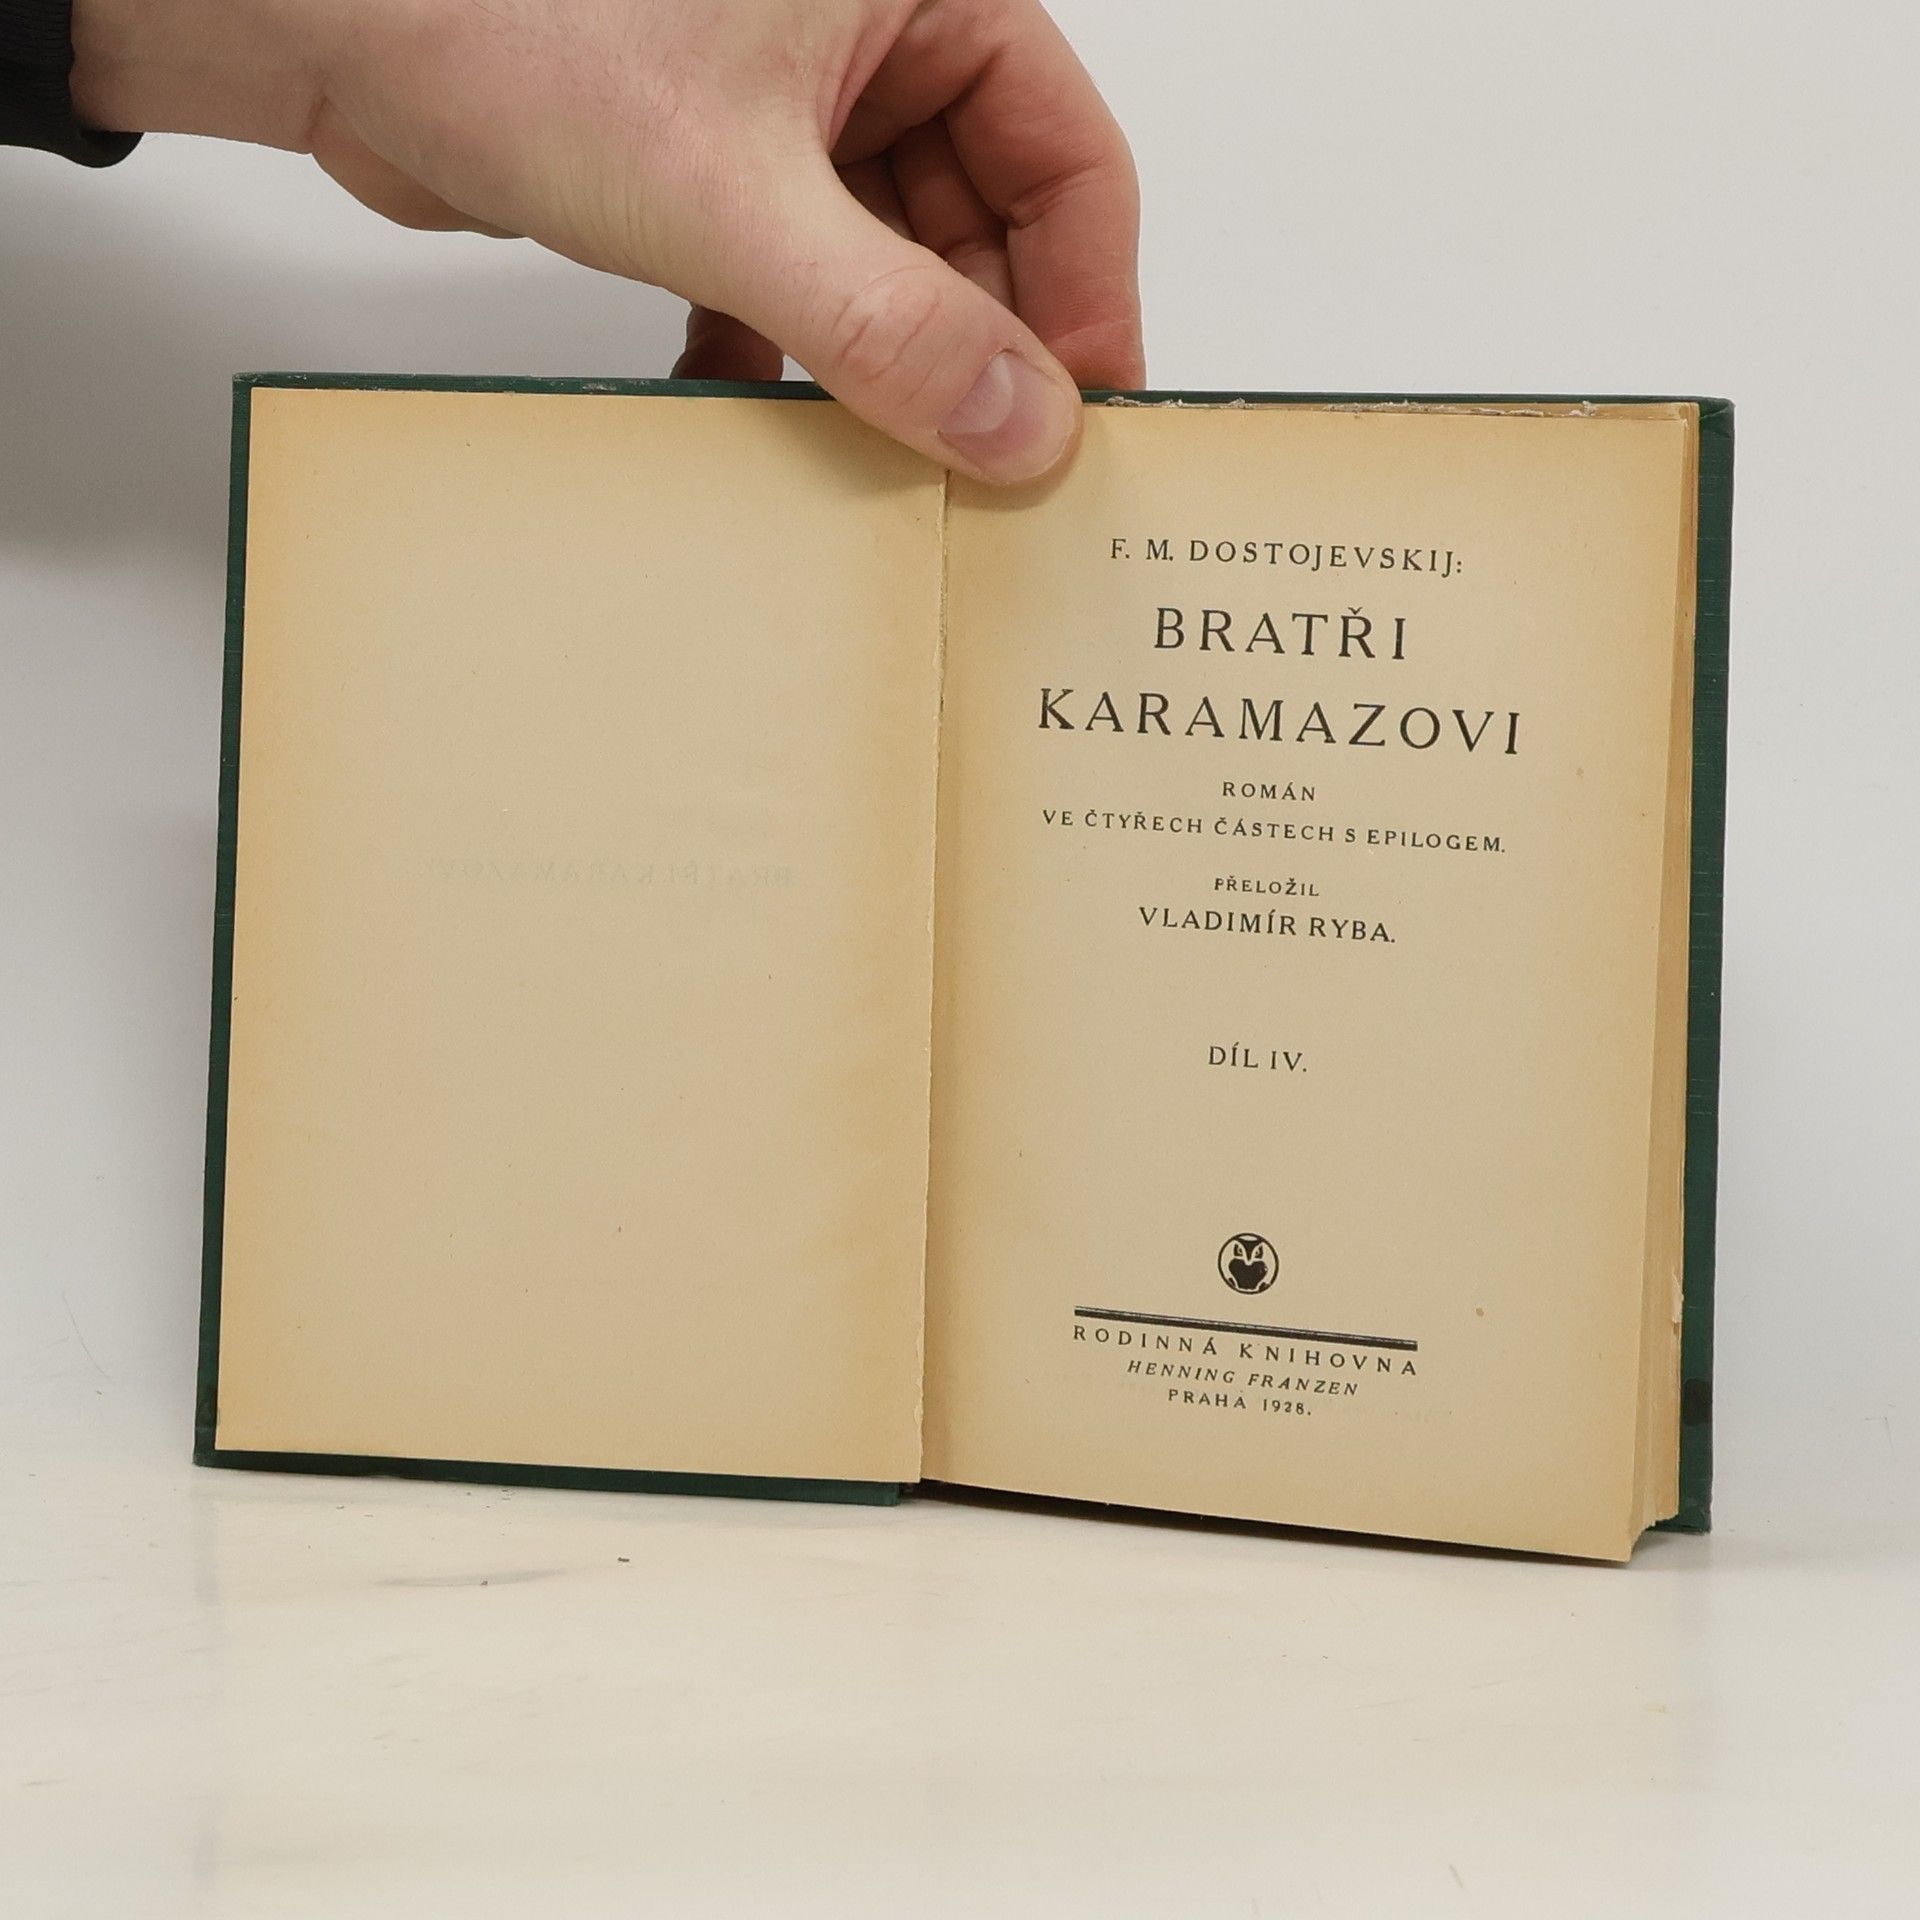 F. M. DOSTOJEVSKIJ:
BRATŘI
KARAMAZOVI
ROMÁN
VE ČTYŘECH ČÁSTECH S EPILOGEM.
PŘELOŽIL
VLADIMÍR RYBA.
DÍL IV.
RODINNÁ KNIHOVNA
HENNING FRANZEN
PRAHA 1928.